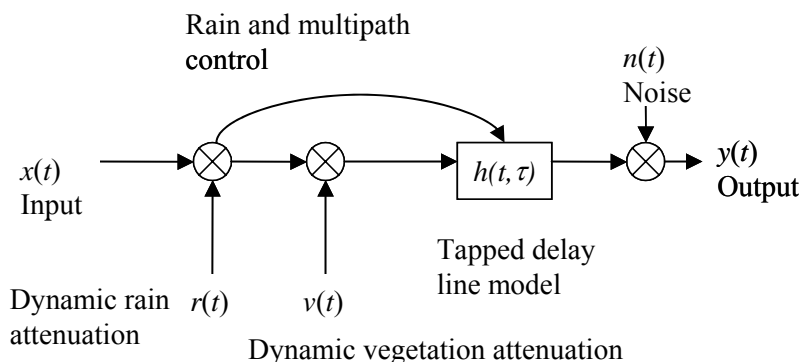 Rain and multipath
control
n(t)
Noise
x(t)
Input
h(t, τ)
y(t)
Output
Tapped delay
line model
Dynamic rain
attenuation
r(t)
v(t)
Dynamic vegetation attenuation